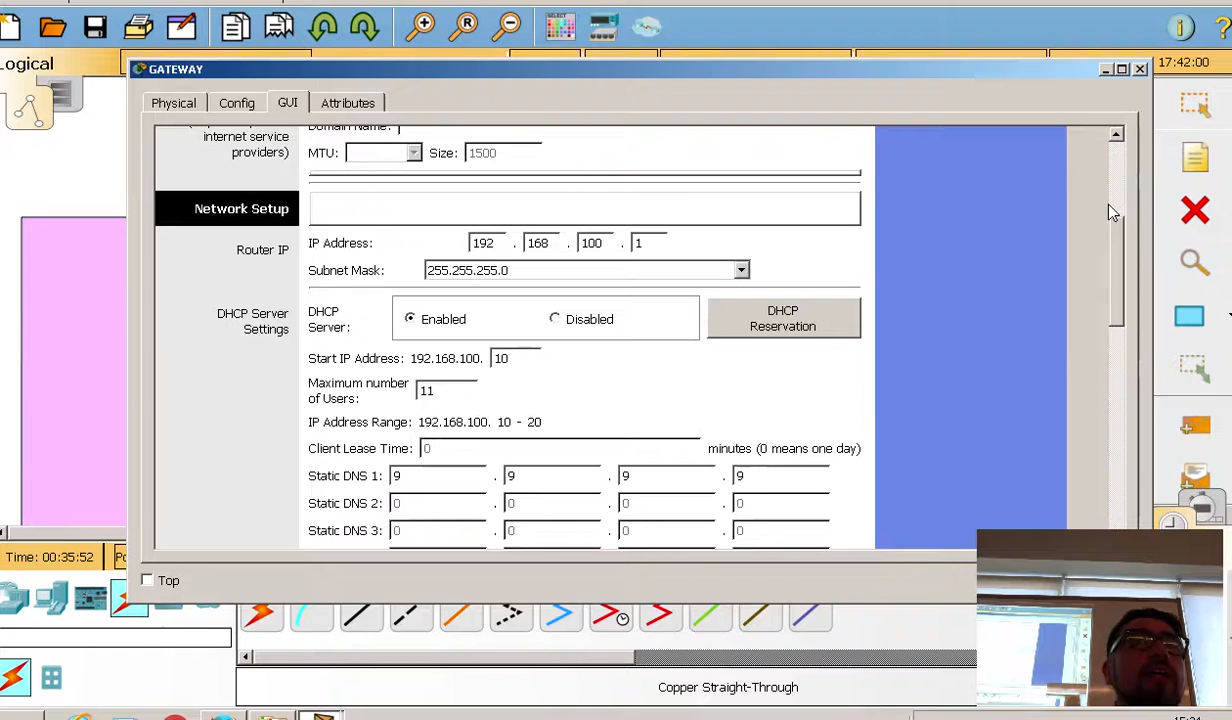 Logical
GATEWAY
17:42:00
Physical
Config
GUI
Attributes
internet service
providers)
Domain Name:
MTU:
Size:
1500
Network Setup
Router IP
IP Address:
192 . 168 . 100 . 1
Subnet Mask:
255.255.255.0
DHCP Server
Settings
DHCP
Server:
Enabled
Disabled
DHCP
Reservation
Start IP Address: 192.168.100. 10
Maximum number
of Users:
11
IP Address Range: 192.168.100. 10 - 20
Client Lease Time: 0 minutes (0 means one day)
Static DNS 1: 9 . 9 . 9 . 9
Static DNS 2: 0 . 0 . 0 . 0
Static DNS 3: 0 . 0 . 0 . 0
Time: 00:35:52
Top
Copper Straight-Through